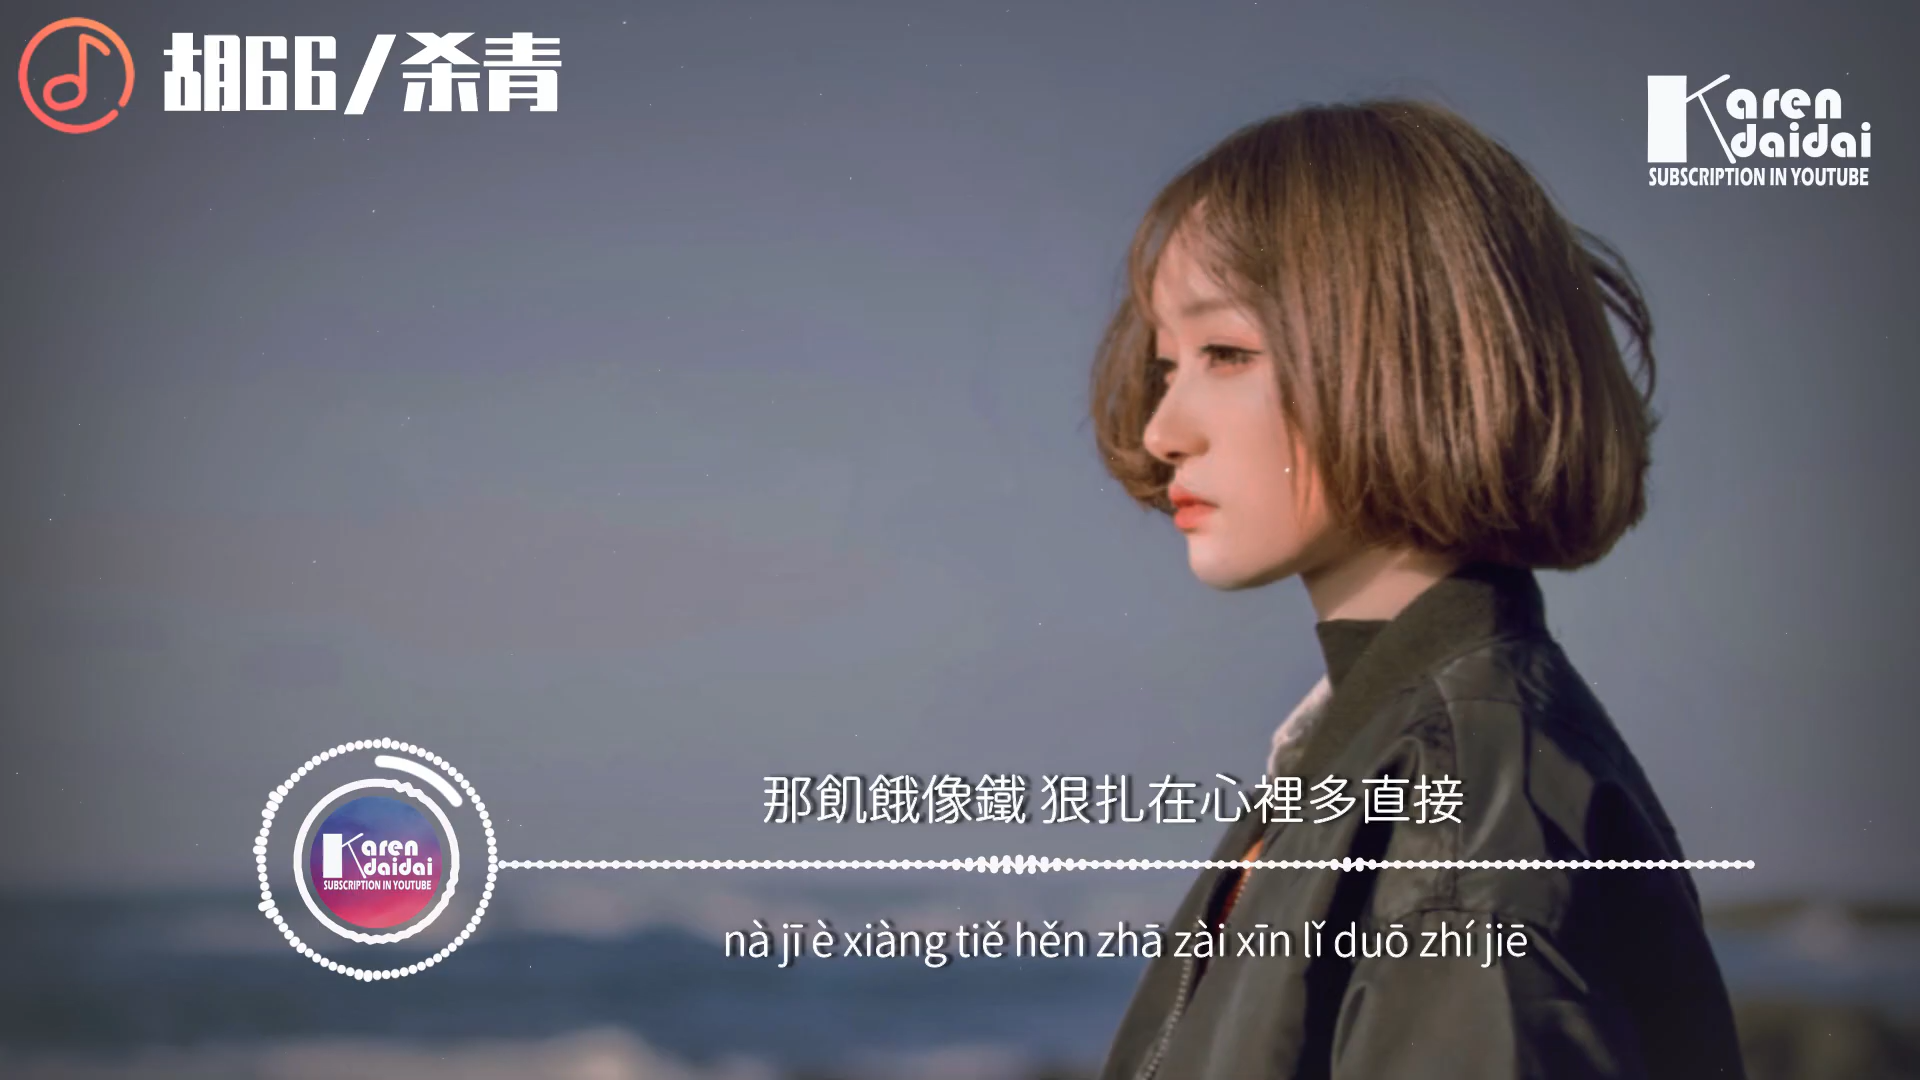 胡66/杀青
Karen
daidai
SUBSCRIPTION IN YOUTUBE
那飢餓像鐵 狠扎在心裡多直接
Karen
daidai
SUBSCRIPTION IN YOUTUBE
nà jī è xiàng tiě hěn zhā zài xīn lǐ duō zhí jiē